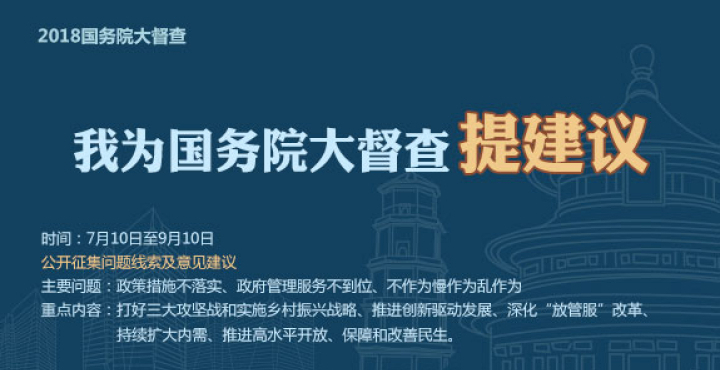 2018国务院大督查
我为国务院大督查 提建议
时间：7月10日至9月10日
公开征集问题线索及意见建议
主要问题：政策措施不落实、政府管理服务不到位、不作为慢作为乱作为
重点内容：打好三大攻坚战和实施乡村振兴战略、推进创新驱动发展、深化“放管服”改革、
持续扩大内需、推进高水平开放、保障和改善民生。